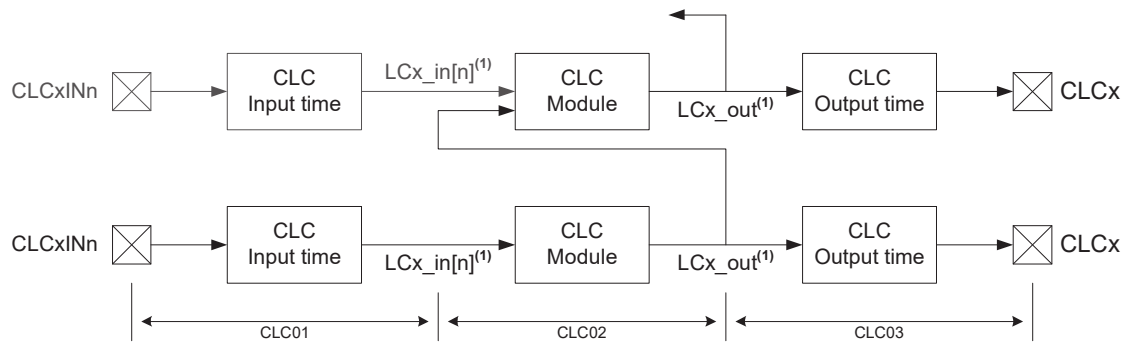 CLCxINn
CLC
Input time
LCx_in[n](1)
CLC
Module
LCx_out(1)
CLC
Output time
CLCx
CLCxINn
CLC
Input time
LCx_in[n](1)
CLC
Module
LCx_out(1)
CLC
Output time
CLCx
CLC01
CLC02
CLC03